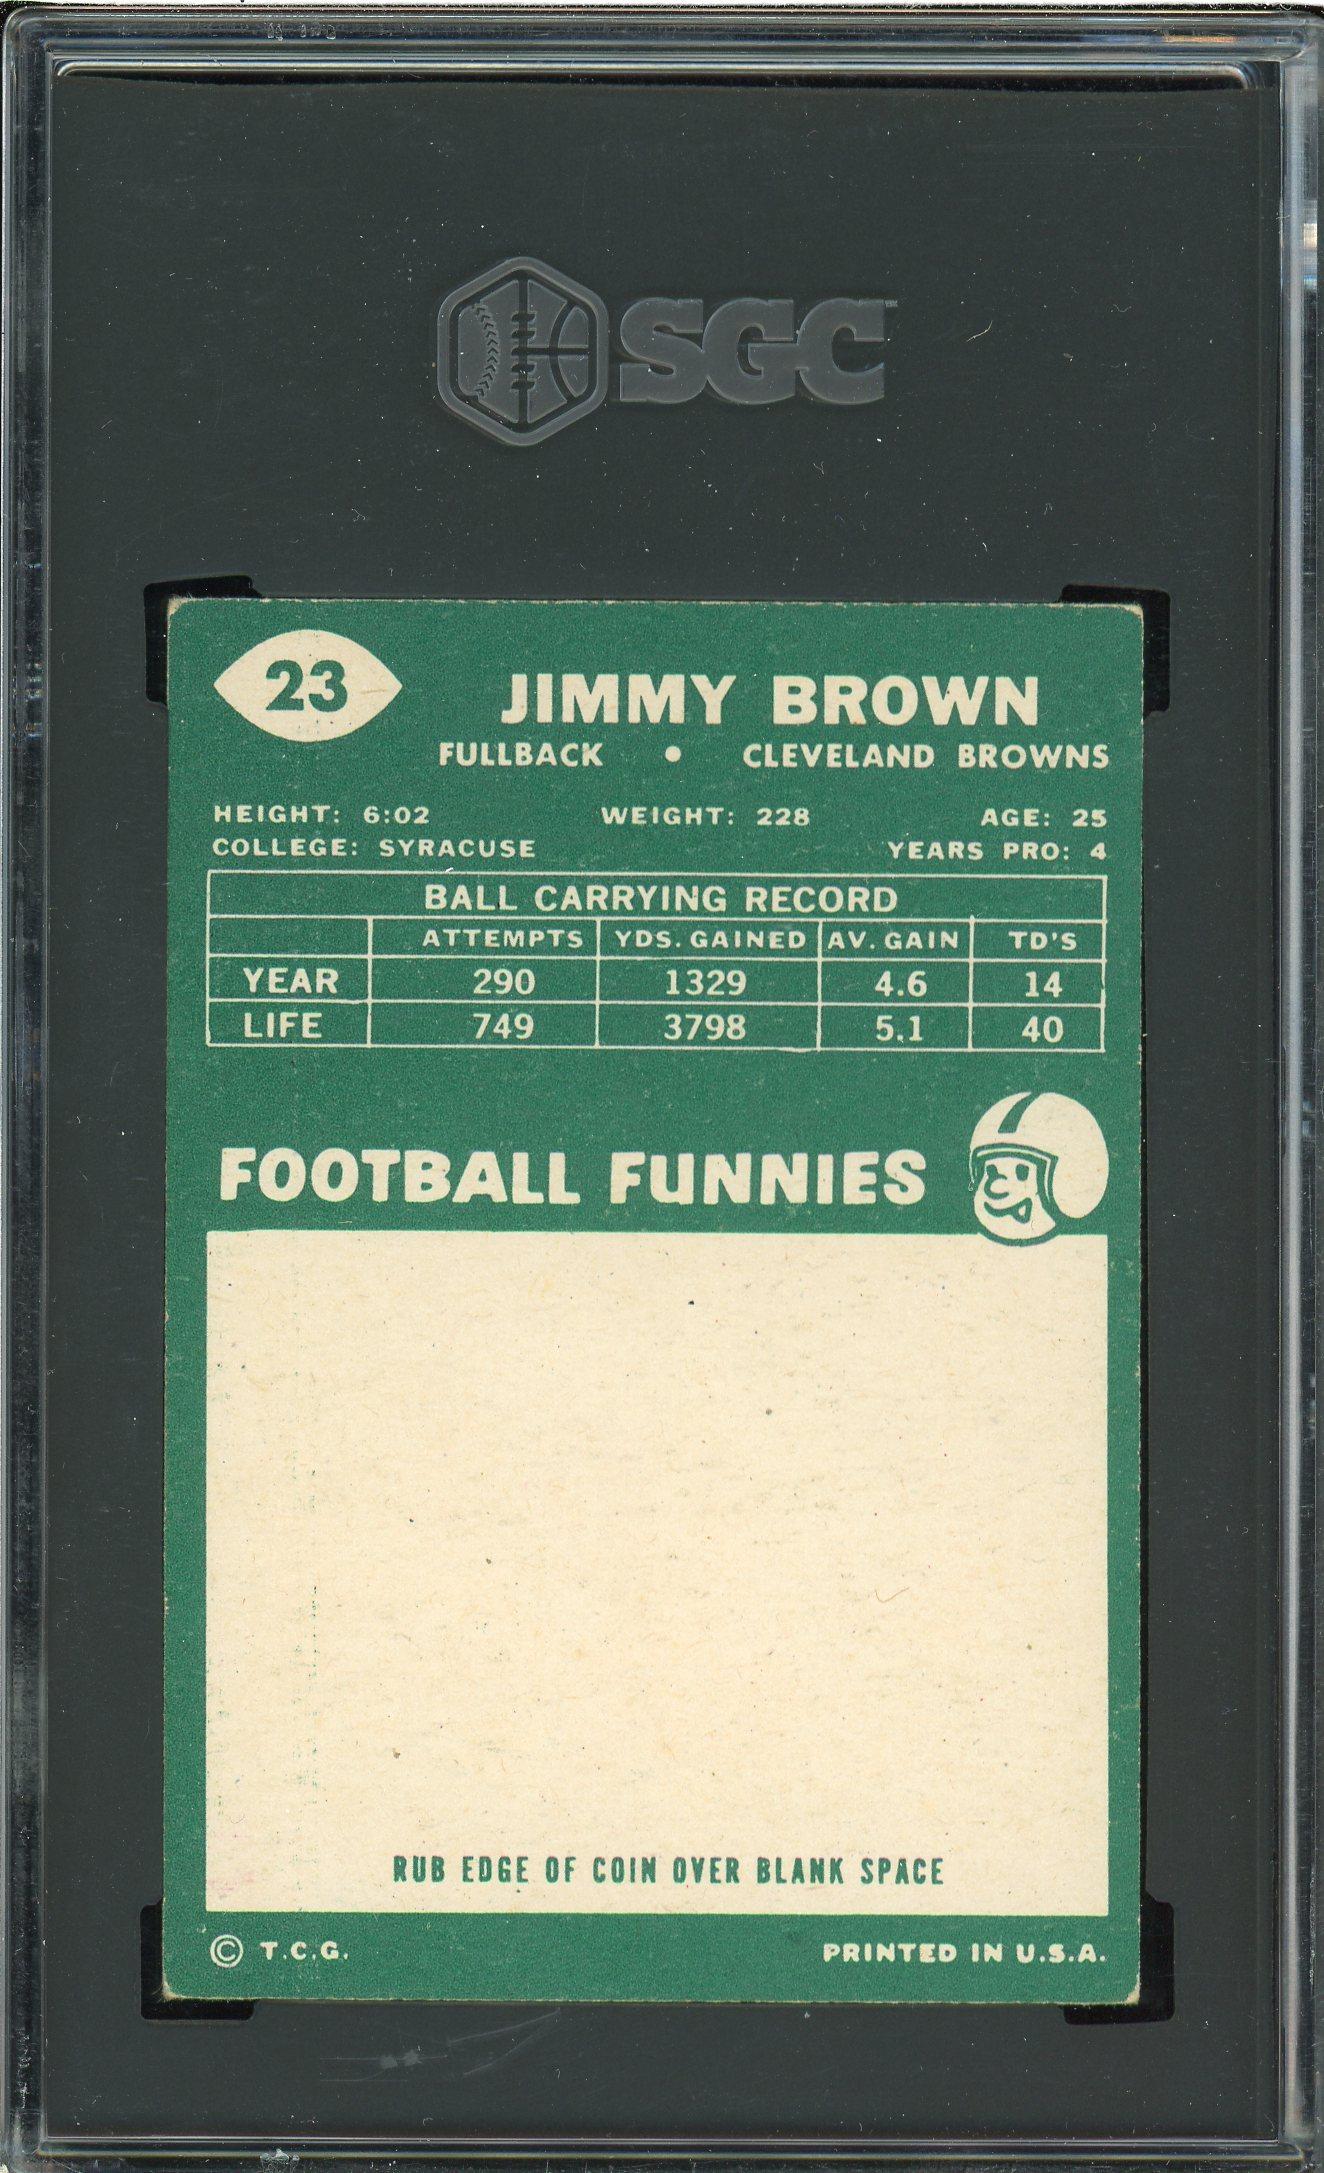 SGC
23
JIMMY BROWN
FULLBACK • CLEVELAND BROWNS
HEIGHT: 6:02 WEIGHT: 228 AGE: 25
COLLEGE: SYRACUSE YEARS PRO: 4
BALL CARRYING RECORD
ATTEMPTS YDS. GAINED AV. GAIN TD'S
YEAR 290 1329 4.6 14
LIFE 749 3798 5.1 40
FOOTBALL FUNNIES
RUB EDGE OF COIN OVER BLANK SPACE
© T.C.G. PRINTED IN U.S.A.